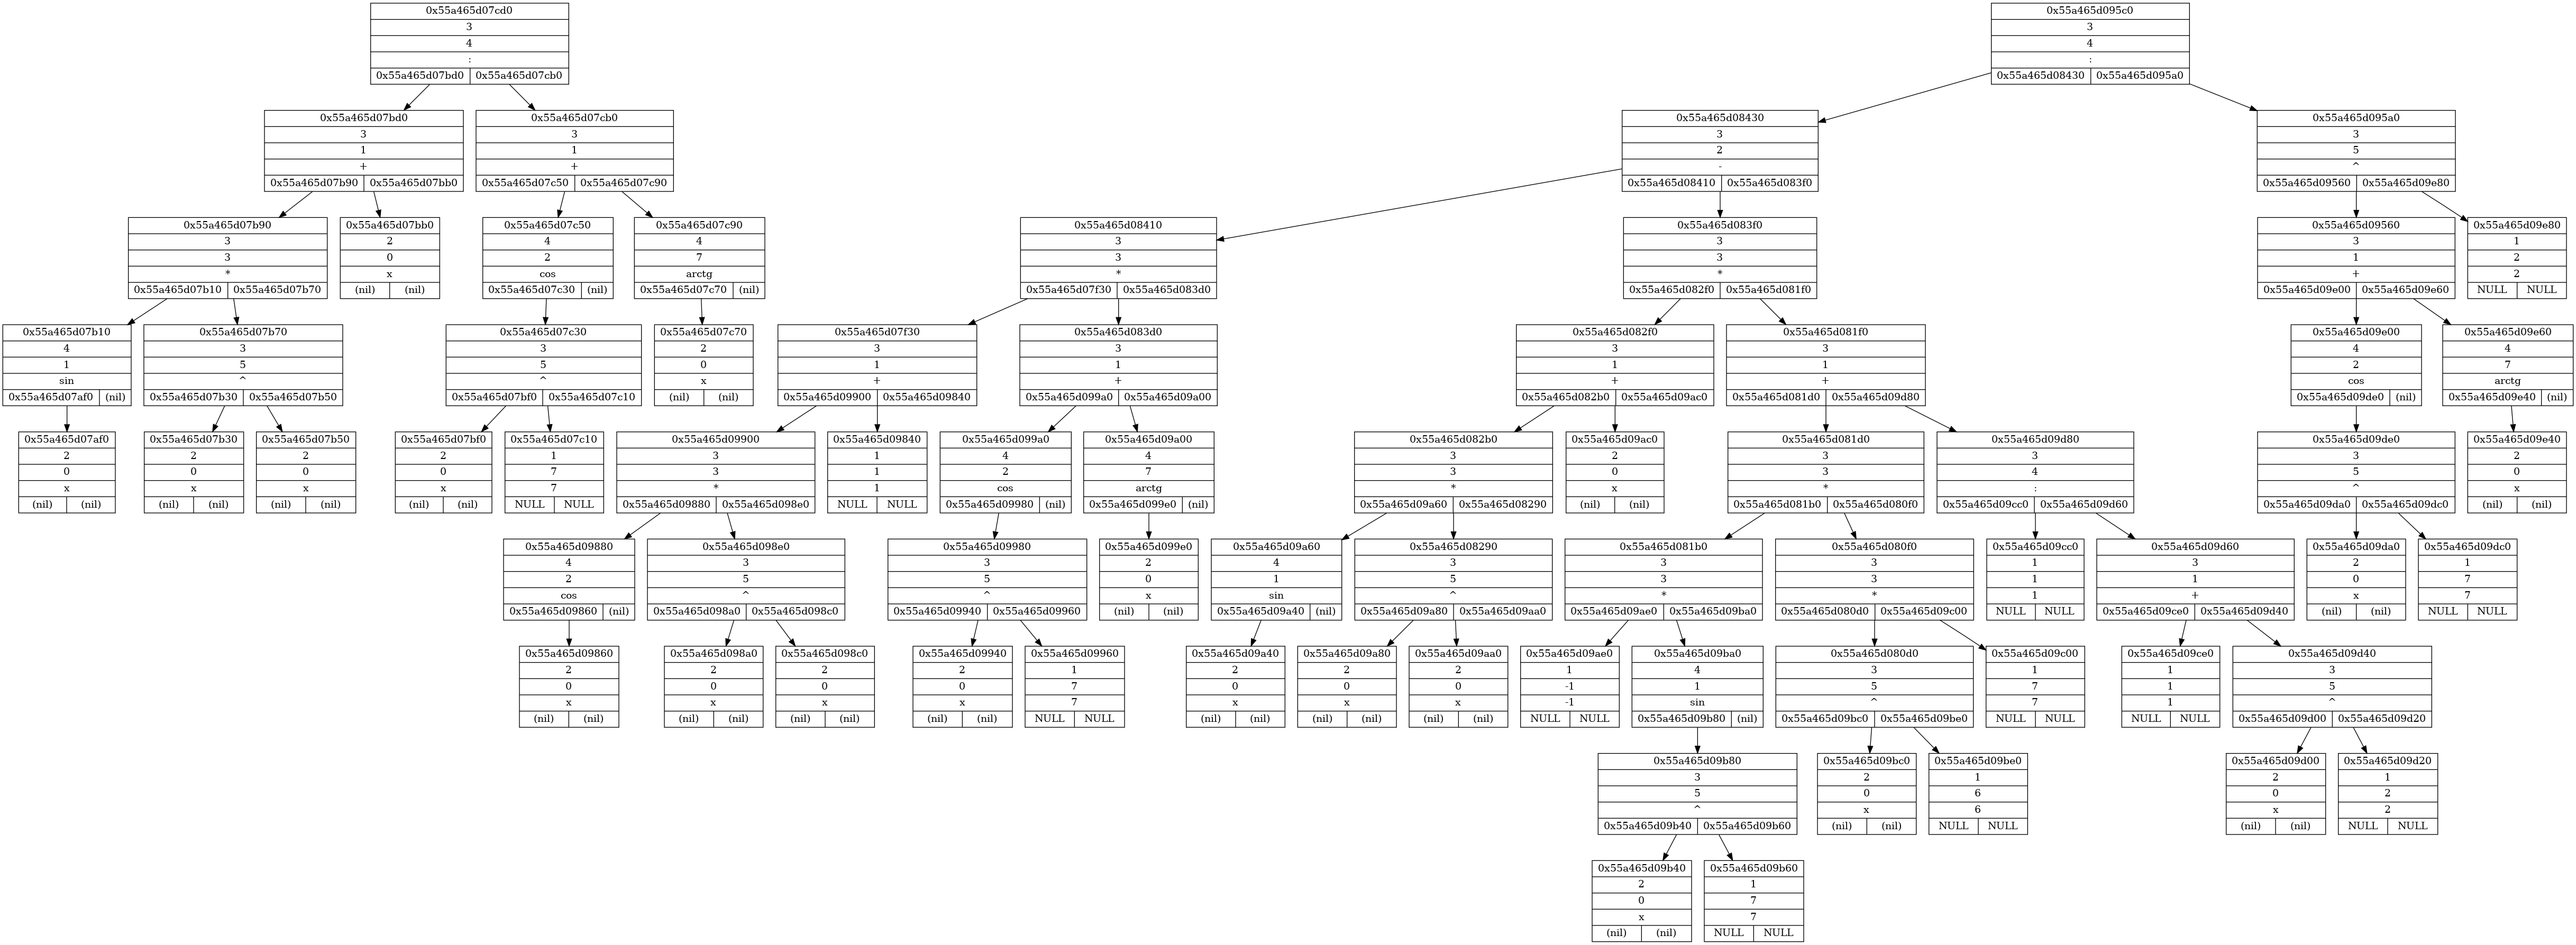 0x55a465d07cd0
3
4
:
0x55a465d07bd0 0x55a465d07cb0
0x55a465d095c0
3
4
:
0x55a465d08430 0x55a465d095a0
0x55a465d07bd0
3
1
+
0x55a465d07b90 0x55a465d07bb0
0x55a465d07cb0
3
1
+
0x55a465d07c50 0x55a465d07c90
0x55a465d08430
3
2
-
0x55a465d08410 0x55a465d083f0
0x55a465d095a0
3
5
^
0x55a465d09560 0x55a465d09e80
0x55a465d07b90
3
3
*
0x55a465d07b10 0x55a465d07b70
0x55a465d07bb0
2
0
x
(nil) (nil)
0x55a465d07c50
4
2
cos
0x55a465d07c30 (nil)
0x55a465d07c90
4
7
arctg
0x55a465d07c70 (nil)
0x55a465d08410
3
3
*
0x55a465d07f30 0x55a465d083d0
0x55a465d083f0
3
3
*
0x55a465d082f0 0x55a465d081f0
0x55a465d09560
3
1
+
0x55a465d09e00 0x55a465d09e60
0x55a465d09e80
1
2
2
NULL NULL
0x55a465d07b10
4
1
sin
0x55a465d07af0 (nil)
0x55a465d07b70
3
5
^
0x55a465d07b30 0x55a465d07b50
0x55a465d07c30
3
5
^
0x55a465d07bf0 0x55a465d07c10
0x55a465d07c70
2
0
x
(nil) (nil)
0x55a465d07f30
3
1
+
0x55a465d09900 0x55a465d09840
0x55a465d083d0
3
1
+
0x55a465d099a0 0x55a465d09a00
0x55a465d082f0
3
1
+
0x55a465d082b0 0x55a465d09ac0
0x55a465d081f0
3
1
+
0x55a465d081d0 0x55a465d09d80
0x55a465d09e00
4
2
cos
0x55a465d09de0 (nil)
0x55a465d09e60
4
7
arctg
0x55a465d09e40 (nil)
0x55a465d07af0
2
0
x
(nil) (nil)
0x55a465d07b30
2
0
x
(nil) (nil)
0x55a465d07b50
2
0
x
(nil) (nil)
0x55a465d07bf0
2
0
x
(nil) (nil)
0x55a465d07c10
1
7
7
NULL NULL
0x55a465d09900
3
3
*
0x55a465d09880 0x55a465d098e0
0x55a465d09840
1
1
1
NULL NULL
0x55a465d099a0
4
2
cos
0x55a465d09980 (nil)
0x55a465d09a00
4
7
arctg
0x55a465d099e0 (nil)
0x55a465d082b0
3
3
*
0x55a465d09a60 0x55a465d08290
0x55a465d09ac0
2
0
x
(nil) (nil)
0x55a465d081d0
3
3
*
0x55a465d081b0 0x55a465d080f0
0x55a465d09d80
3
4
:
0x55a465d09cc0 0x55a465d09d60
0x55a465d09de0
3
5
^
0x55a465d09da0 0x55a465d09dc0
0x55a465d09e40
2
0
x
(nil) (nil)
0x55a465d09880
4
2
cos
0x55a465d09860 (nil)
0x55a465d098e0
3
5
^
0x55a465d098a0 0x55a465d098c0
0x55a465d09980
3
5
^
0x55a465d09940 0x55a465d09960
0x55a465d099e0
2
0
x
(nil) (nil)
0x55a465d09a60
4
1
sin
0x55a465d09a40 (nil)
0x55a465d08290
3
5
^
0x55a465d09a80 0x55a465d09aa0
0x55a465d081b0
3
3
*
0x55a465d09ae0 0x55a465d09ba0
0x55a465d080f0
3
3
*
0x55a465d080d0 0x55a465d09c00
0x55a465d09cc0
1
1
1
NULL NULL
0x55a465d09d60
3
1
+
0x55a465d09ce0 0x55a465d09d40
0x55a465d09da0
2
0
x
(nil) (nil)
0x55a465d09dc0
1
7
7
NULL NULL
0x55a465d09860
2
0
x
(nil) (nil)
0x55a465d098a0
2
0
x
(nil) (nil)
0x55a465d098c0
2
0
x
(nil) (nil)
0x55a465d09940
2
0
x
(nil) (nil)
0x55a465d09960
1
7
7
NULL NULL
0x55a465d09a40
2
0
x
(nil) (nil)
0x55a465d09a80
2
0
x
(nil) (nil)
0x55a465d09aa0
2
0
x
(nil) (nil)
0x55a465d09ae0
1
-1
-1
NULL NULL
0x55a465d09ba0
4
1
sin
0x55a465d09b80 (nil)
0x55a465d080d0
3
5
^
0x55a465d09bc0 0x55a465d09be0
0x55a465d09c00
1
7
7
NULL NULL
0x55a465d09ce0
1
1
1
NULL NULL
0x55a465d09d40
3
5
^
0x55a465d09d00 0x55a465d09d20
0x55a465d09b80
3
5
^
0x55a465d09b40 0x55a465d09b60
0x55a465d09bc0
2
0
x
(nil) (nil)
0x55a465d09be0
1
6
6
NULL NULL
0x55a465d09d00
2
0
x
(nil) (nil)
0x55a465d09d20
1
2
2
NULL NULL
0x55a465d09b40
2
0
x
(nil) (nil)
0x55a465d09b60
1
7
7
NULL NULL